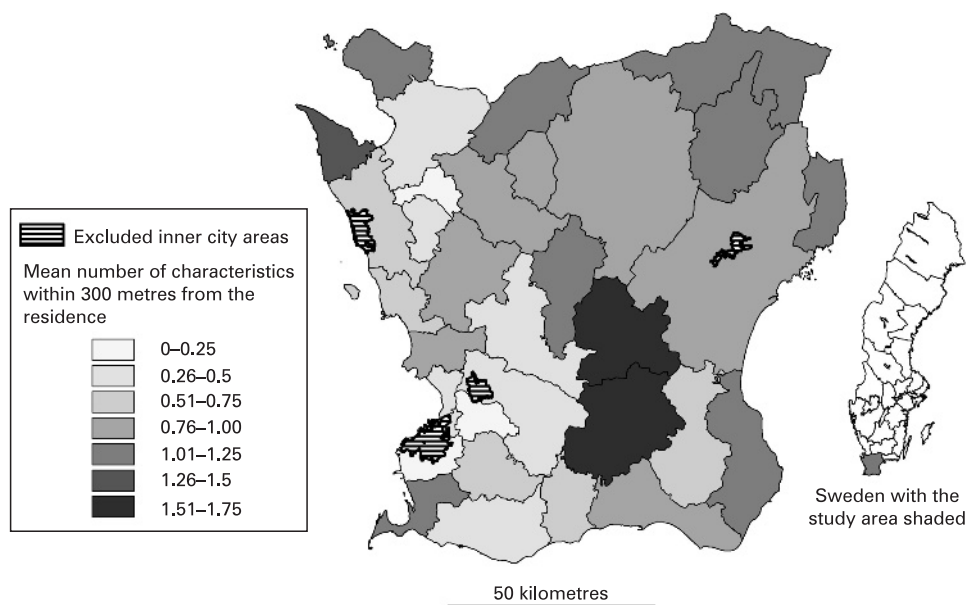 Excluded inner city areas
Mean number of characteristics
within 300 metres from the
residence
0–0.25
0.26–0.5
0.51–0.75
0.76–1.00
1.01–1.25
1.26–1.5
1.51–1.75
Sweden with the
study area shaded
50 kilometres